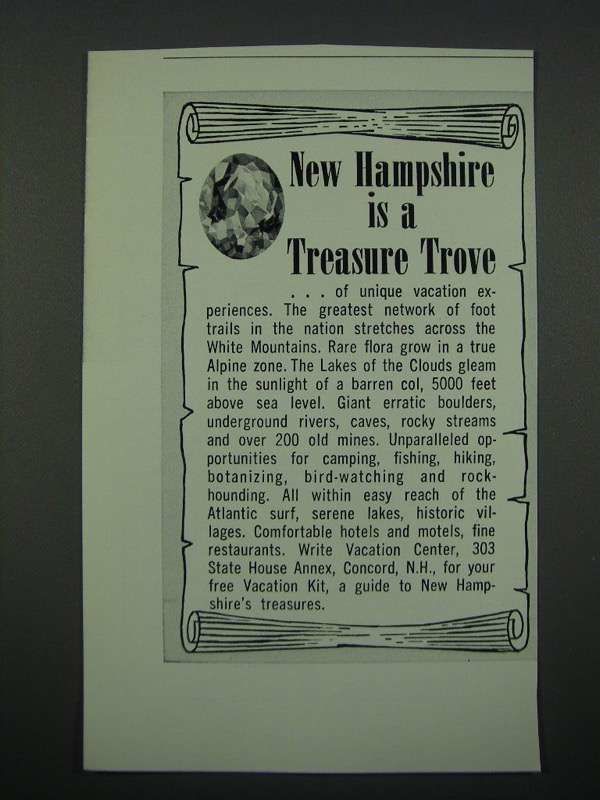 New Hampshire
is a
Treasure Trove
. . . of unique vacation ex-
periences. The greatest network of foot
trails in the nation stretches across the
White Mountains. Rare flora grow in a true
Alpine zone. The Lakes of the Clouds gleam
in the sunlight of a barren col, 5000 feet
above sea level. Giant erratic boulders,
underground rivers, caves, rocky streams
and over 200 old mines. Unparalleled op-
portunities for camping, fishing, hiking,
botanizing, bird-watching and rock-
hounding. All within easy reach of the
Atlantic surf, serene lakes, historic vil-
lages. Comfortable hotels and motels, fine
restaurants. Write Vacation Center, 303
State House Annex, Concord, N.H., for your
free Vacation Kit, a guide to New Hamp-
shire's treasures.